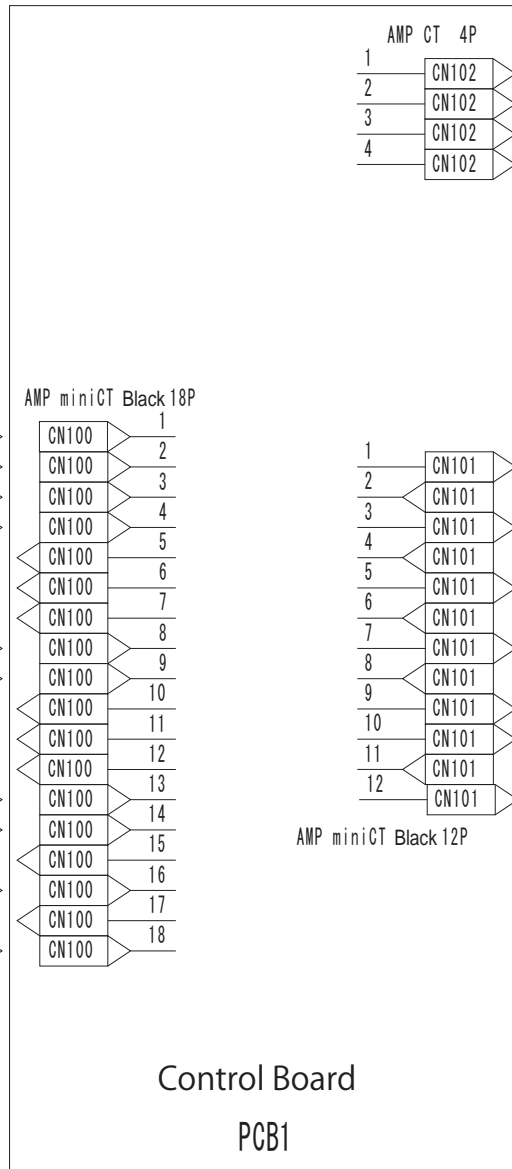 AMP CT 4P
1 CN102
2 CN102
3 CN102
4 CN102
AMP miniCT Black 18P
CN100 1
CN100 2
CN100 3
CN100 4
CN100 5
CN100 6
CN100 7
CN100 8
CN100 9
CN100 10
CN100 11
CN100 12
CN100 13
CN100 14
CN100 15
CN100 16
CN100 17
CN100 18
1 CN101
2 CN101
3 CN101
4 CN101
5 CN101
6 CN101
7 CN101
8 CN101
9 CN101
10 CN101
11 CN101
12 CN101
AMP miniCT Black 12P
Control Board
PCB1